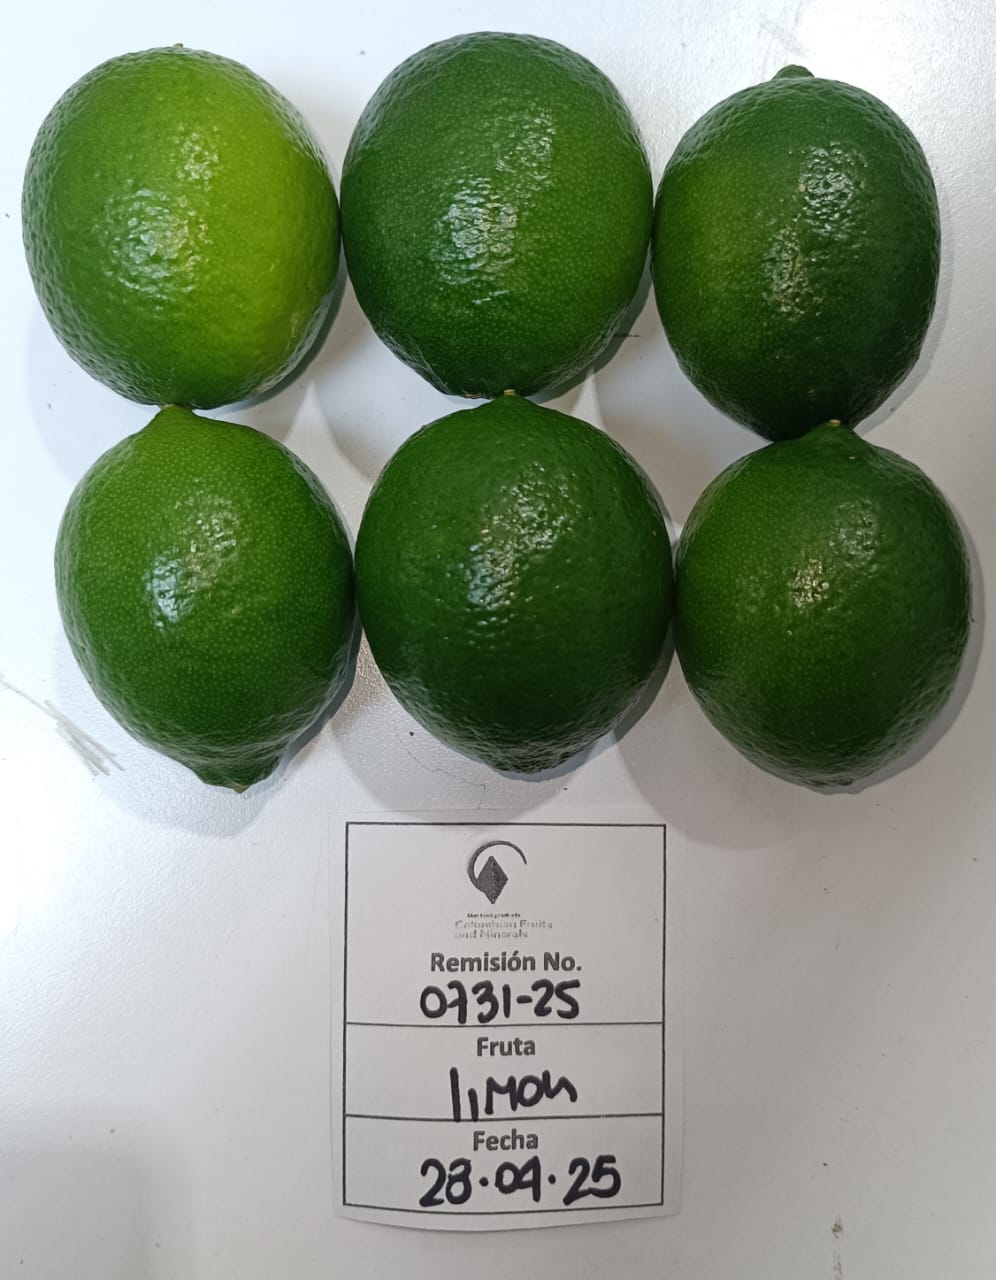 Colombian Fruits
and Minerals
Remisión No.
0731-25
Fruta
limon
Fecha
28.04.25